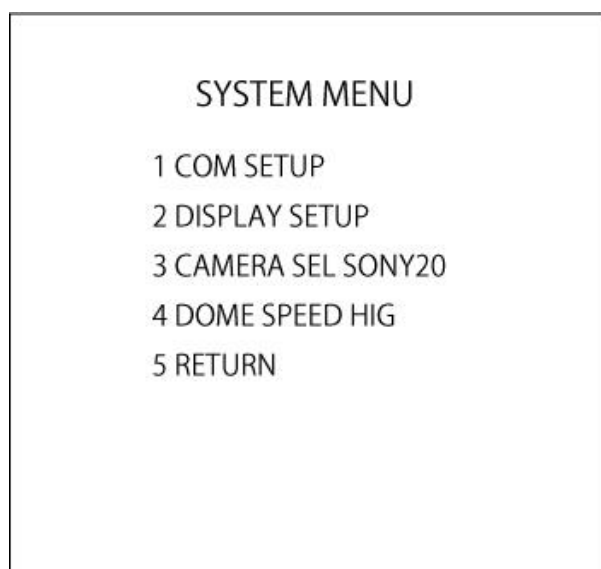 SYSTEM MENU
1 COM SETUP
2 DISPLAY SETUP
3 CAMERA SEL SONY20
4 DOME SPEED HIG
5 RETURN